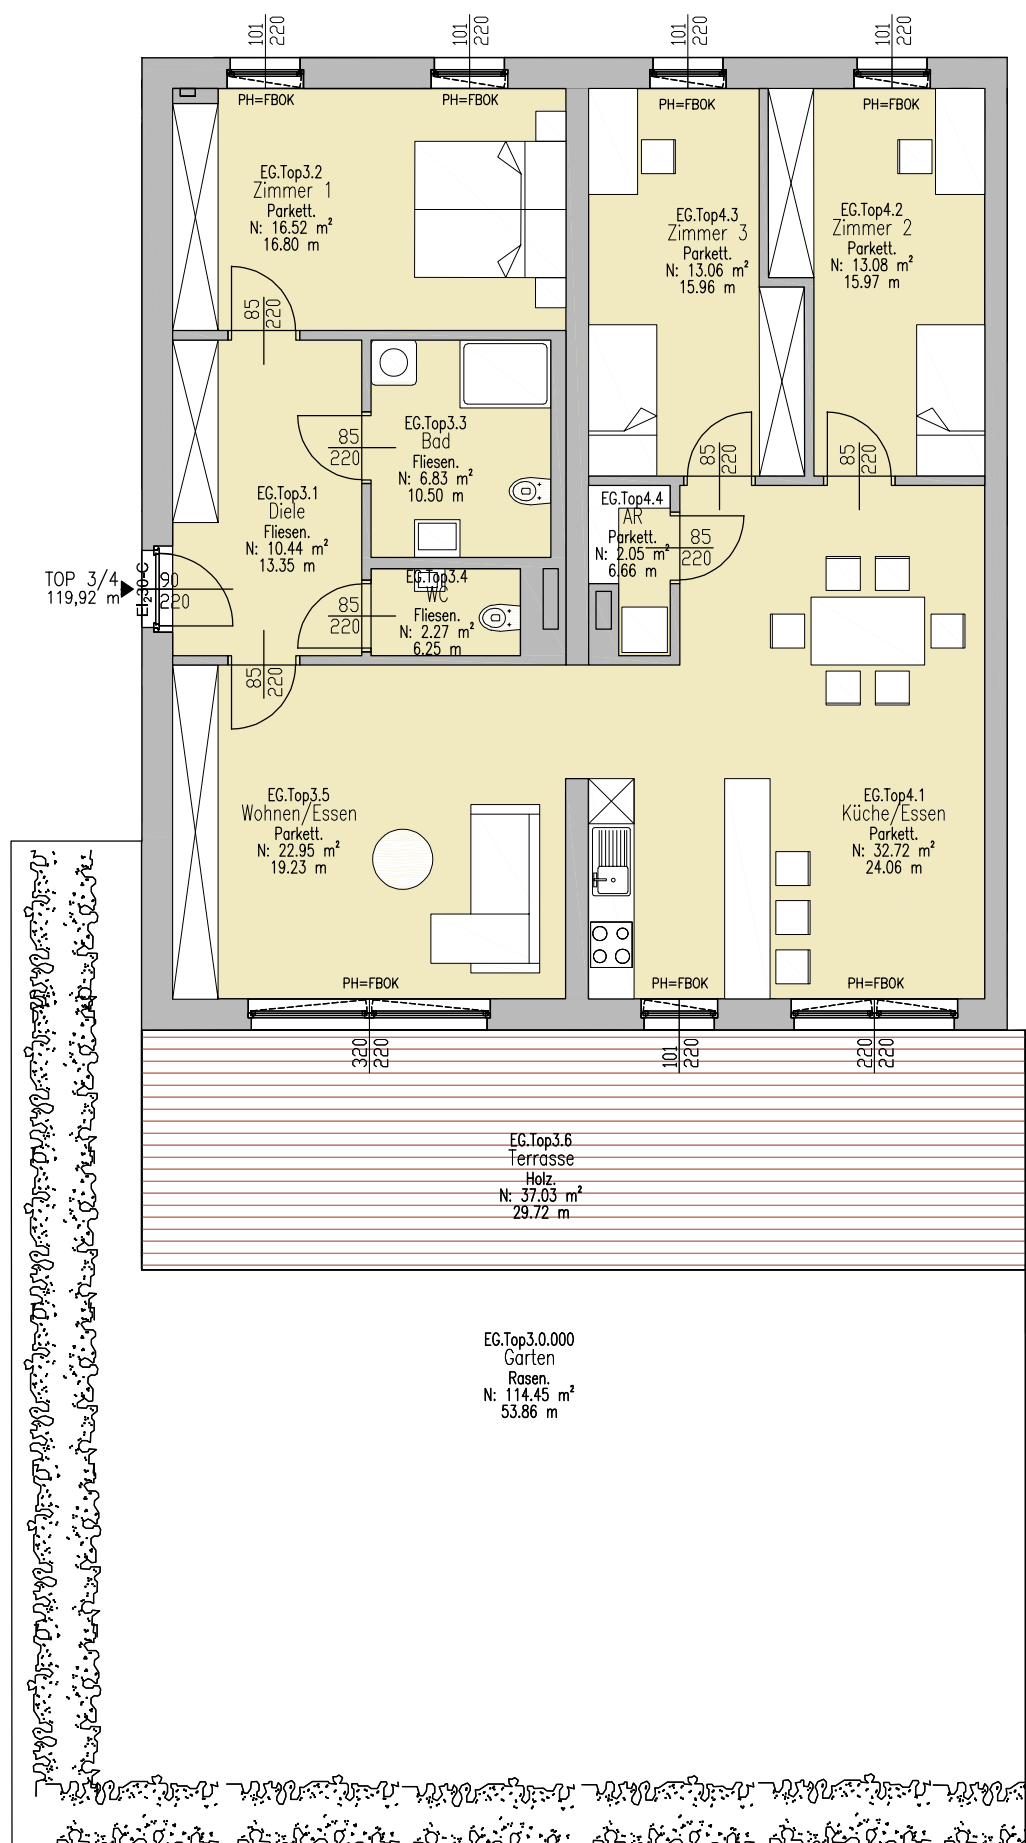 101
220
101
220
101
220
101
220
PH=FBOK
PH=FBOK
PH=FBOK
PH=FBOK
EG.Top3.2
Zimmer 1
Parkett.
N: 16.52 m²
16.80 m
EG.Top4.3
Zimmer 3
Parkett.
N: 13.06 m²
15.96 m
EG.Top4.2
Zimmer 2
Parkett.
N: 13.08 m²
15.97 m
85
220
EG.Top3.3
Bad
Fliesen.
N: 6.83 m²
10.50 m
85
220
85
220
85
220
EG.Top3.1
Diele
Fliesen.
N: 10.44 m²
13.35 m
EG.Top4.4
AR
Parkett.
N: 2.05 m²
6.66 m
85
220
TOP 3/4
119,92 m
EI₂30-C
90
220
EG.Top3.4
WC
Fliesen.
N: 2.27 m²
6.25 m
85
220
85
220
EG.Top3.5
Wohnen/Essen
Parkett.
N: 22.95 m²
19.23 m
EG.Top4.1
Küche/Essen
Parkett.
N: 32.72 m²
24.06 m
PH=FBOK
PH=FBOK
PH=FBOK
320
220
101
220
220
220
EG.Top3.6
Terrasse
Holz.
N: 37.03 m²
29.72 m
EG.Top3.0.000
Garten
Rasen.
N: 114.45 m²
53.86 m